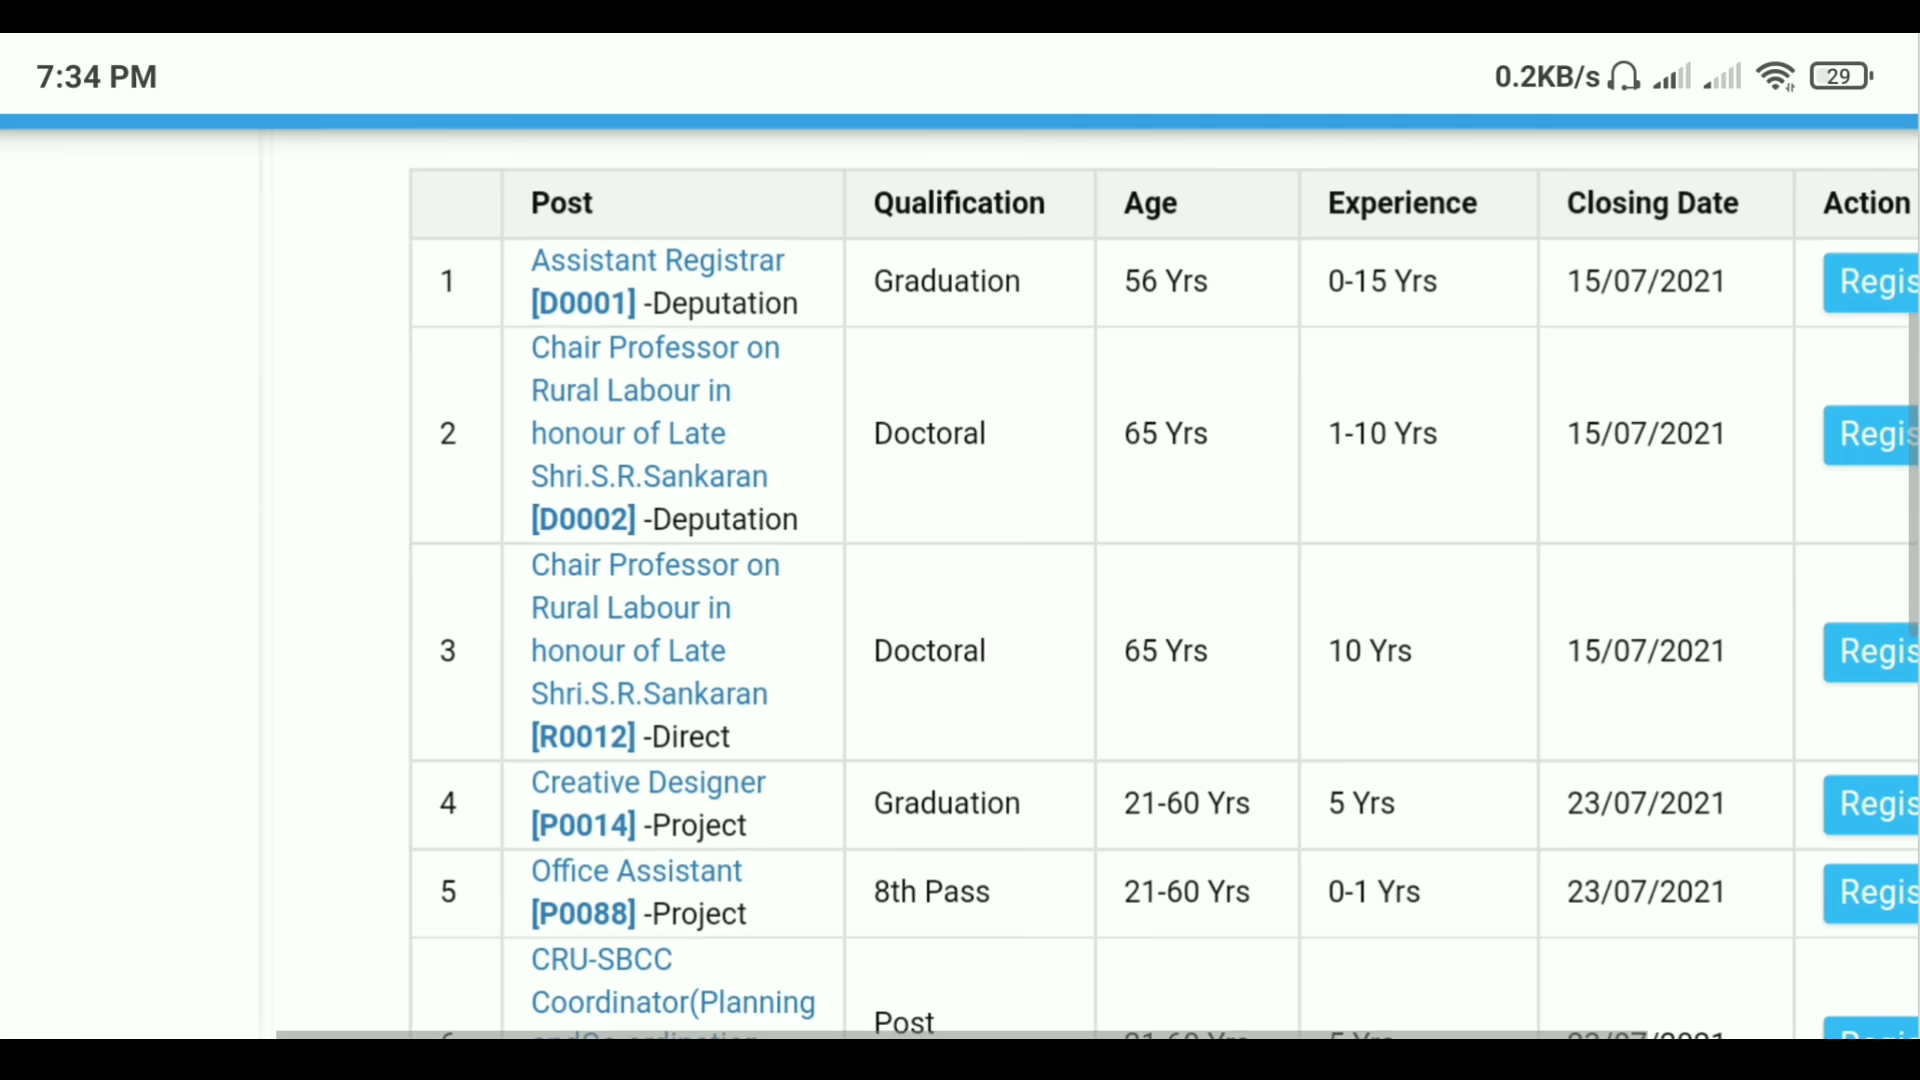 7:34 PM
0.2KB/s
29
Post Qualification Age Experience Closing Date Action
1
Assistant Registrar
[D0001] -Deputation
Graduation
56 Yrs
0-15 Yrs
15/07/2021
Regis
2
Chair Professor on
Rural Labour in
honour of Late
Shri.S.R.Sankaran
[D0002] -Deputation
Doctoral
65 Yrs
1-10 Yrs
15/07/2021
Regis
3
Chair Professor on
Rural Labour in
honour of Late
Shri.S.R.Sankaran
[R0012] -Direct
Doctoral
65 Yrs
10 Yrs
15/07/2021
Regis
4
Creative Designer
[P0014] -Project
Graduation
21-60 Yrs
5 Yrs
23/07/2021
Regis
5
Office Assistant
[P0088] -Project
8th Pass
21-60 Yrs
0-1 Yrs
23/07/2021
Regis
CRU-SBCC
Coordinator(Planning
Post